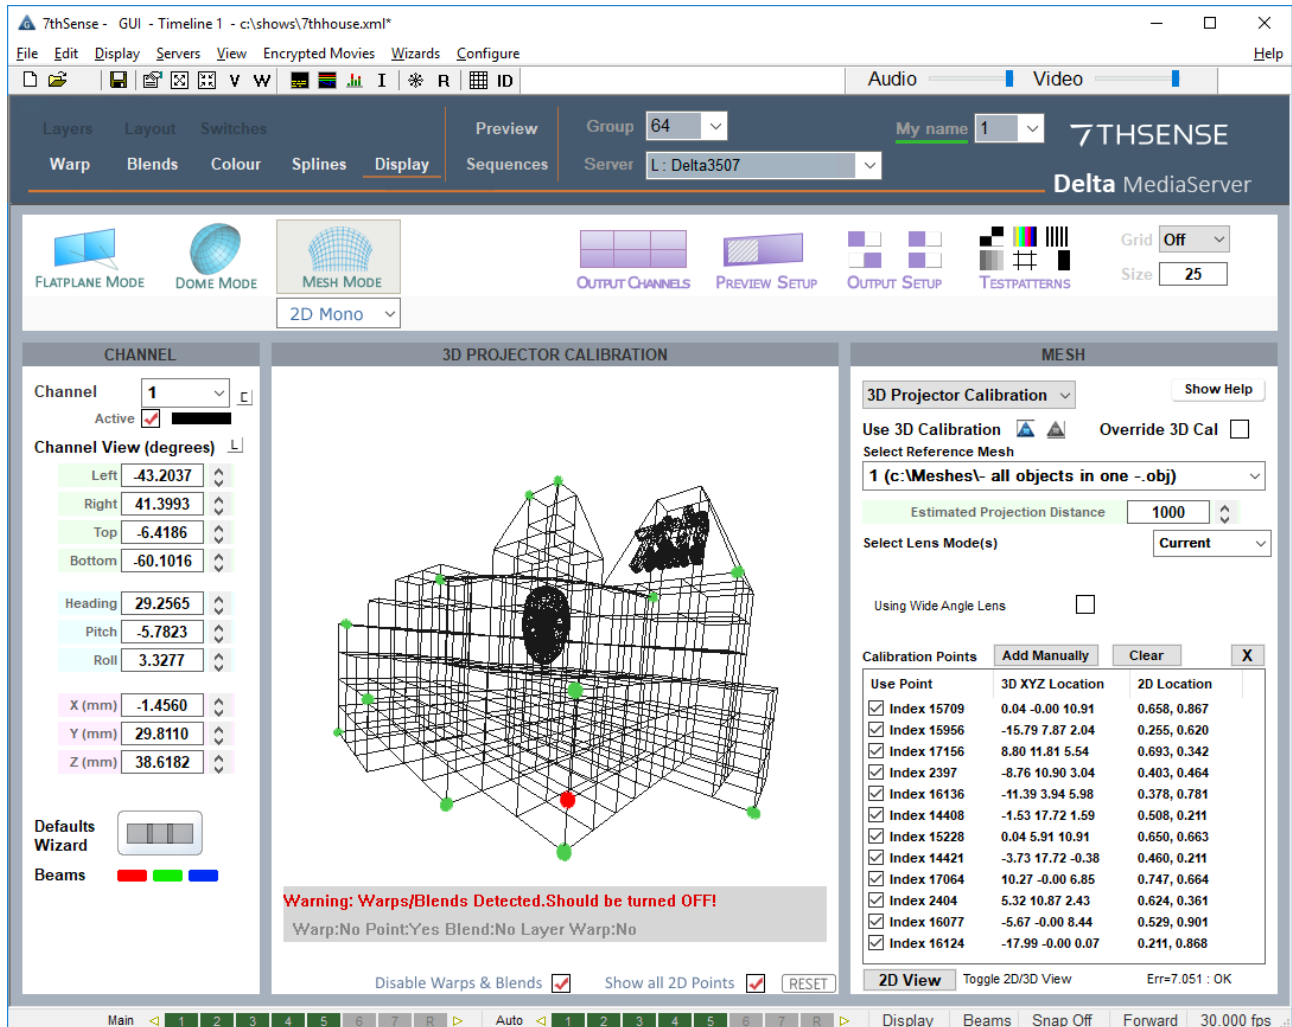 7thSense - GUI - Timeline 1 - c:\shows\7thhouse.xml*
File Edit Display Servers View Encrypted Movies Wizards Configure Help
V W I R ID Audio Video
Layers Layout Switches Preview Group 64 My name 1 7THSENSE
Warp Blends Colour Splines Display Sequences Server L : Delta3507
Delta MediaServer
FLATPLANE MODE DOME MODE MESH MODE OUTPUT CHANNELS PREVIEW SETUP OUTPUT SETUP TESTPATTERNS
Grid Off
Size 25
2D Mono
CHANNEL
Channel 1 C
Active
Channel View (degrees) L
Left -43.2037
Right 41.3993
Top -6.4186
Bottom -60.1016
Heading 29.2565
Pitch -5.7823
Roll 3.3277
X (mm) -1.4560
Y (mm) 29.8110
Z (mm) 38.6182
Defaults
Wizard
Beams
3D PROJECTOR CALIBRATION
Warning: Warps/Blends Detected.Should be turned OFF!
Warp:No Point:Yes Blend:No Layer Warp:No
Disable Warps & Blends Show all 2D Points RESET
MESH
3D Projector Calibration Show Help
Use 3D Calibration Override 3D Cal
Select Reference Mesh
1 (c:\Meshes\- all objects in one -.obj)
Estimated Projection Distance 1000
Select Lens Mode(s) Current
Using Wide Angle Lens
Calibration Points Add Manually Clear X
Use Point 3D XYZ Location 2D Location
Index 15709 0.04 -0.00 10.91 0.658, 0.867
Index 15956 -15.79 7.87 2.04 0.255, 0.620
Index 17156 8.80 11.81 5.54 0.693, 0.342
Index 2397 -8.76 10.90 3.04 0.403, 0.464
Index 16136 -11.39 3.94 5.98 0.378, 0.781
Index 14408 -1.53 17.72 1.59 0.508, 0.211
Index 15228 0.04 5.91 10.91 0.650, 0.663
Index 14421 -3.73 17.72 -0.38 0.460, 0.211
Index 17064 10.27 -0.00 6.85 0.747, 0.664
Index 2404 5.32 10.87 2.43 0.624, 0.361
Index 16077 -5.67 -0.00 8.44 0.529, 0.901
Index 16124 -17.99 -0.00 0.07 0.211, 0.868
2D View Toggle 2D/3D View Err=7.051 : OK
Main 1 2 3 4 5 6 7 R Auto 1 2 3 4 5 6 7 R Display Beams Snap Off Forward 30.000 fps